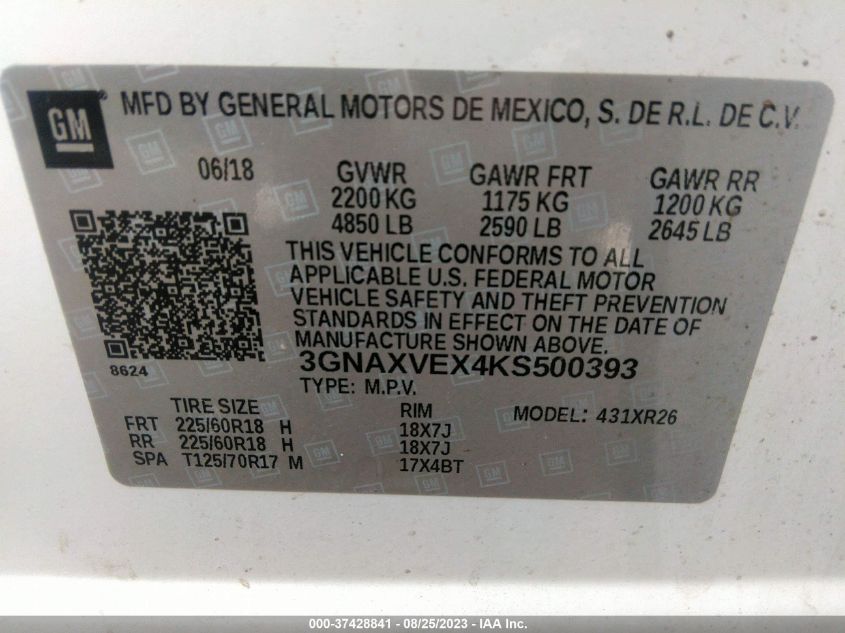 GM
MFD BY GENERAL MOTORS DE MEXICO, S. DE R.L. DE C.V.
06/18 GVWR GAWR FRT GAWR RR
2200 KG 1175 KG 1200 KG
4850 LB 2590 LB 2645 LB
THIS VEHICLE CONFORMS TO ALL
APPLICABLE U.S. FEDERAL MOTOR
VEHICLE SAFETY AND THEFT PREVENTION
STANDARDS IN EFFECT ON THE DATE OF
MANUFACTURE SHOWN ABOVE.
8624
3GNAXVEX4KS500393
TYPE: M.P.V.
TIRE SIZE RIM MODEL: 431XR26
FRT 225/60R18 H 18X7J
RR 225/60R18 H 18X7J
SPA T125/70R17 M 17X4BT
000-37428841 - 08/25/2023 - IAA Inc.